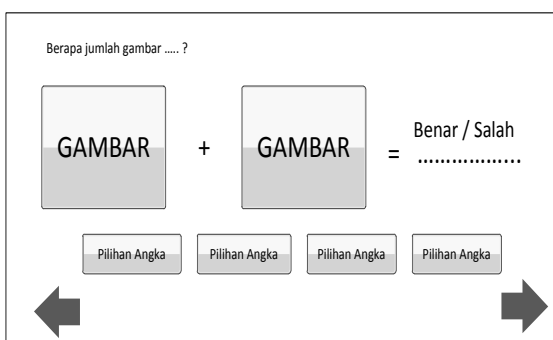 Berapa jumlah gambar ..... ?
GAMBAR + GAMBAR = Benar / Salah
.................
Pilihan Angka Pilihan Angka Pilihan Angka Pilihan Angka